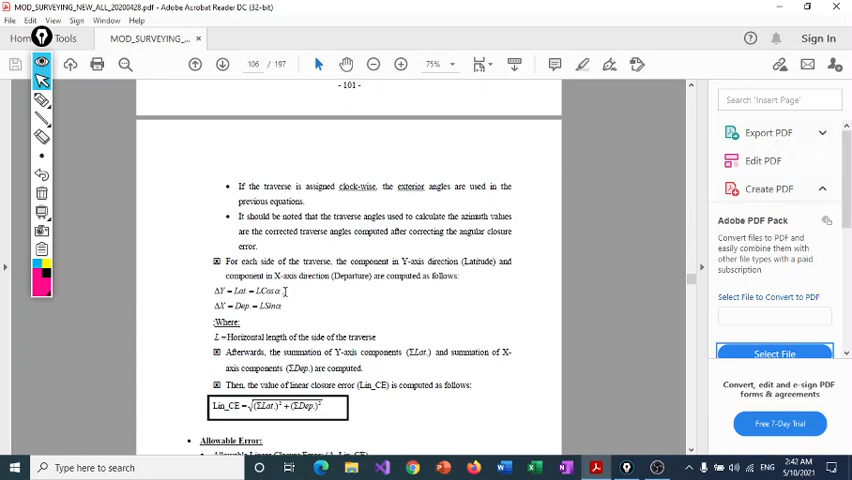 MOD_SURVEYING_NEW_ALL_20200428.pdf - Adobe Acrobat Reader DC (32-bit)
File Edit View Sign Window Help
Home Tools MOD_SURVEYING_... × Sign In
106 / 197 75%
- 101 -
• If the traverse is assigned clock-wise, the exterior angles are used in the
previous equations.
• It should be noted that the traverse angles used to calculate the azimuth values
are the corrected traverse angles computed after correcting the angular closure
error.
For each side of the traverse, the component in Y-axis direction (Latitude) and
component in X-axis direction (Departure) are computed as follows:
ΔY = Lat. = LCosα
ΔX = Dep. = LSinα
Where:
L = Horizontal length of the side of the traverse
Afterwards, the summation of Y-axis components (ΣLat.) and summation of X-
axis components (ΣDep.) are computed.
Then, the value of linear closure error (Lin_CE) is computed as follows:
Lin_CE = √(ΣLat.)² + (ΣDep.)²
• Allowable Error:
Allowable Linear Closure Error (A_Lin_CE)
Search 'Insert Page'
Export PDF
Edit PDF
Create PDF
Adobe PDF Pack
Convert files to PDF and
easily combine them with
other file types with a paid
subscription
Select File to Convert to PDF
Select File
Convert, edit and e-sign PDF
forms & agreements
Free 7-Day Trial
Type here to search
ENG
2:42 AM
5/10/2021